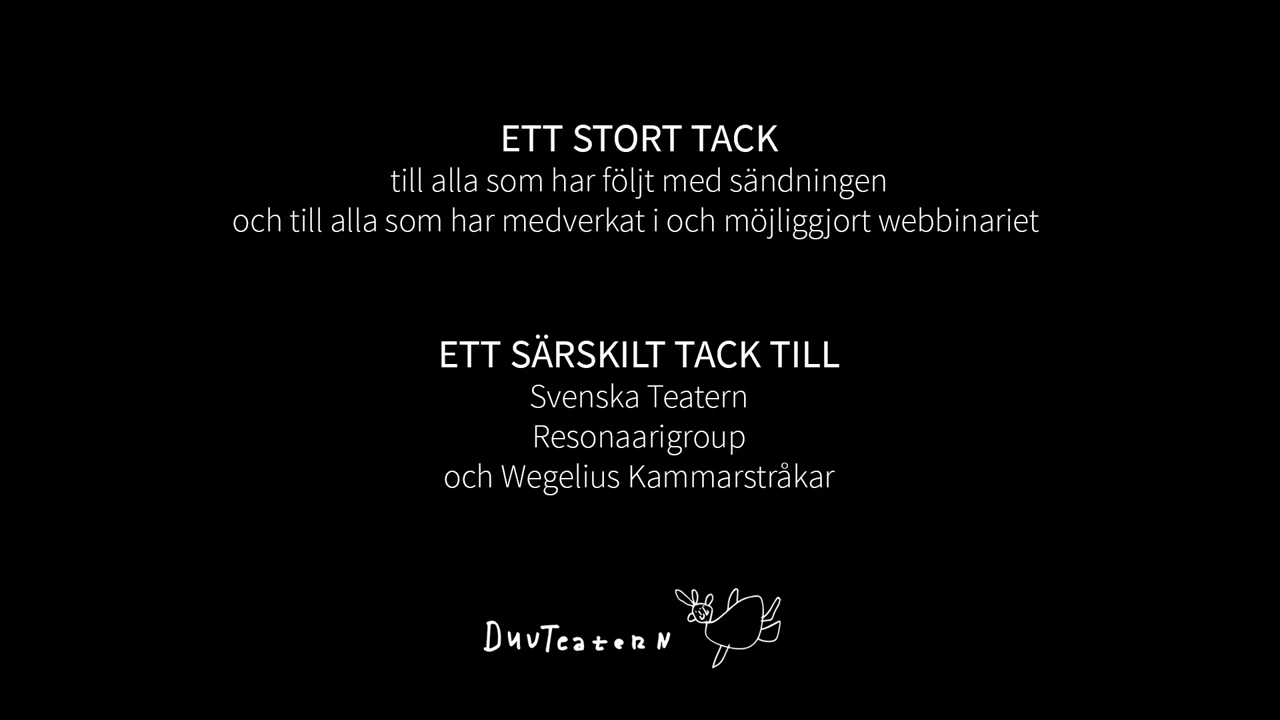 ETT STORT TACK
till alla som har följt med sändningen
och till alla som har medverkat i och möjliggjort webbinariet
ETT SÄRSKILT TACK TILL
Svenska Teatern
Resonaarigroup
och Wegelius Kammarstråkar
DuvTeatern